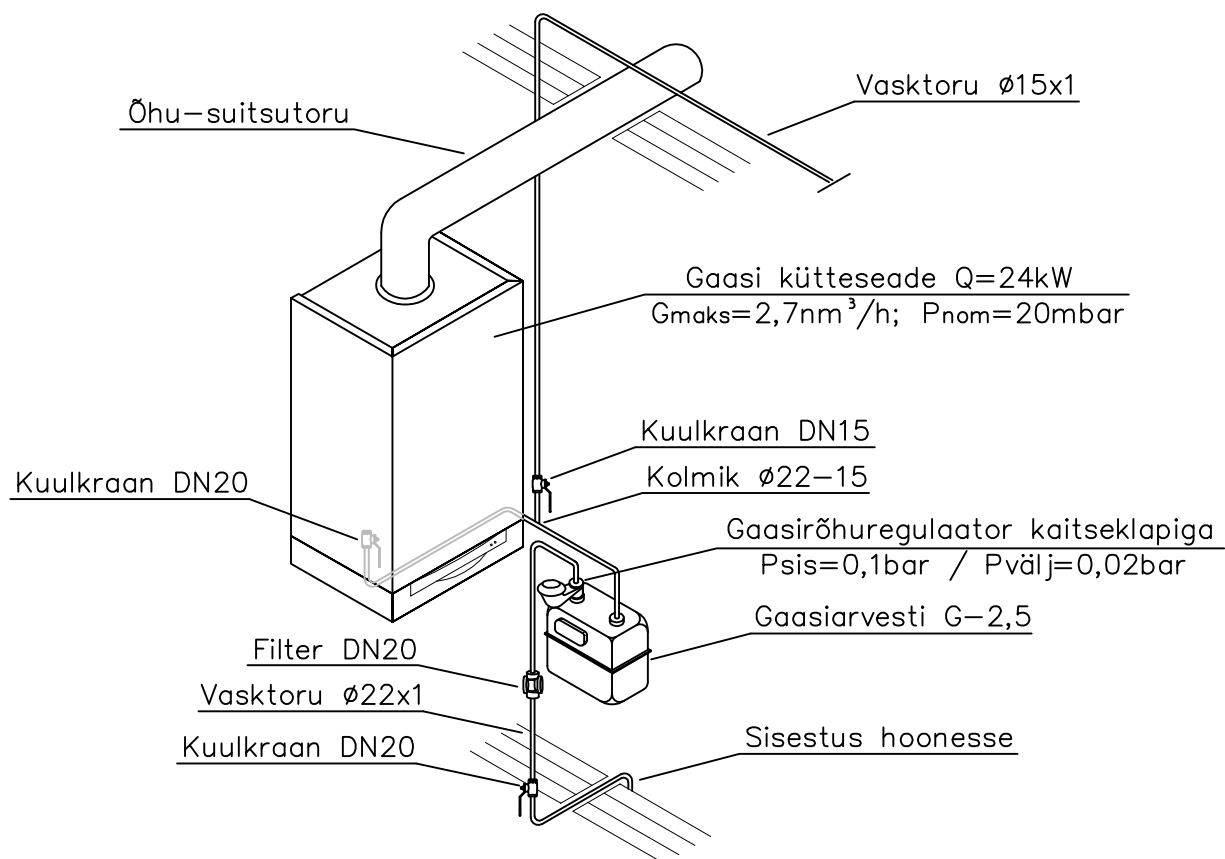 Vasktoru ø15x1
Õhu-suitsutoru
Gaasi kütteseade Q=24kW
Gmaks=2,7nm³/h; Pnom=20mbar
Kuulkraan DN15
Kuulkraan DN20
Kolmik ø22-15
Gaasirõhuregulaator kaitseklapiga
Psis=0,1bar / Pvälj=0,02bar
Gaasiarvesti G-2,5
Filter DN20
Vasktoru ø22x1
Kuulkraan DN20
Sisestus hoonesse